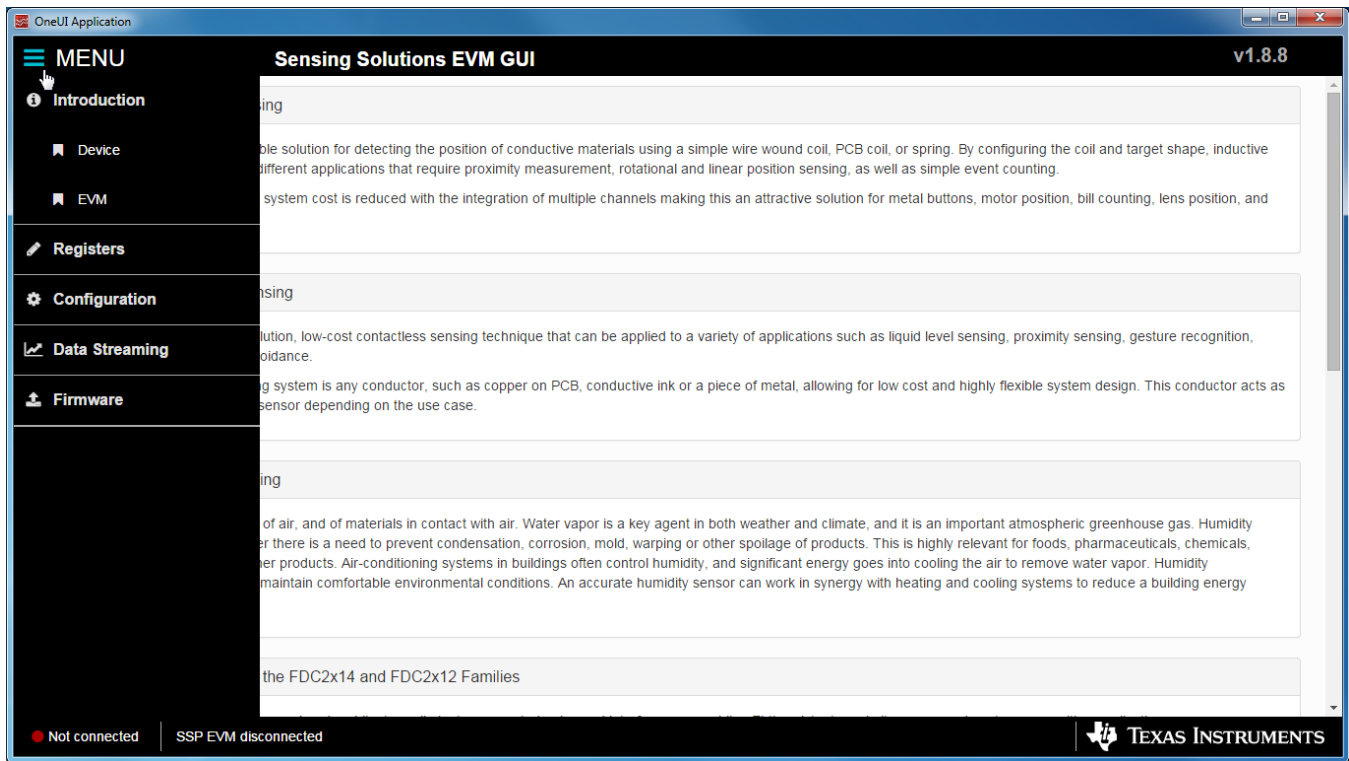 OneUI Application
MENU
Sensing Solutions EVM GUI
v1.8.8
Introduction
Device
EVM
Registers
Configuration
Data Streaming
Firmware
sing
ble solution for detecting the position of conductive materials using a simple wire wound coil, PCB coil, or spring. By configuring the coil and target shape, inductive
different applications that require proximity measurement, rotational and linear position sensing, as well as simple event counting.
system cost is reduced with the integration of multiple channels making this an attractive solution for metal buttons, motor position, bill counting, lens position, and
nsing
lution, low-cost contactless sensing technique that can be applied to a variety of applications such as liquid level sensing, proximity sensing, gesture recognition,
oidance.
g system is any conductor, such as copper on PCB, conductive ink or a piece of metal, allowing for low cost and highly flexible system design. This conductor acts as
sensor depending on the use case.
ing
of air, and of materials in contact with air. Water vapor is a key agent in both weather and climate, and it is an important atmospheric greenhouse gas. Humidity
er there is a need to prevent condensation, corrosion, mold, warping or other spoilage of products. This is highly relevant for foods, pharmaceuticals, chemicals,
her products. Air-conditioning systems in buildings often control humidity, and significant energy goes into cooling the air to remove water vapor. Humidity
maintain comfortable environmental conditions. An accurate humidity sensor can work in synergy with heating and cooling systems to reduce a building energy
the FDC2x14 and FDC2x12 Families
Not connected
SSP EVM disconnected
TEXAS INSTRUMENTS